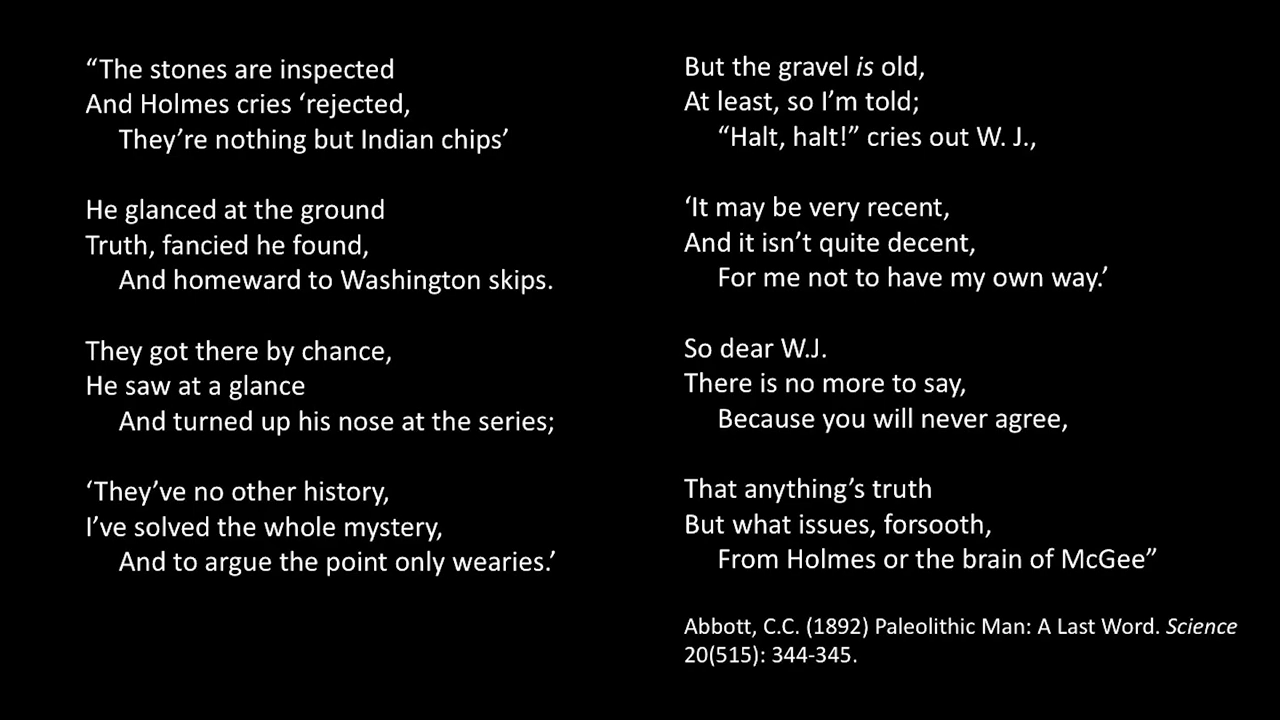 “The stones are inspected
And Holmes cries ‘rejected,
They’re nothing but Indian chips’
He glanced at the ground
Truth, fancied he found,
And homeward to Washington skips.
They got there by chance,
He saw at a glance
And turned up his nose at the series;
‘They’ve no other history,
I’ve solved the whole mystery,
And to argue the point only wearies.’
But the gravel is old,
At least, so I’m told;
“Halt, halt!” cries out W. J.,
‘It may be very recent,
And it isn’t quite decent,
For me not to have my own way.’
So dear W.J.
There is no more to say,
Because you will never agree,
That anything’s truth
But what issues, forsooth,
From Holmes or the brain of McGee”
Abbott, C.C. (1892) Paleolithic Man: A Last Word. Science
20(515): 344-345.